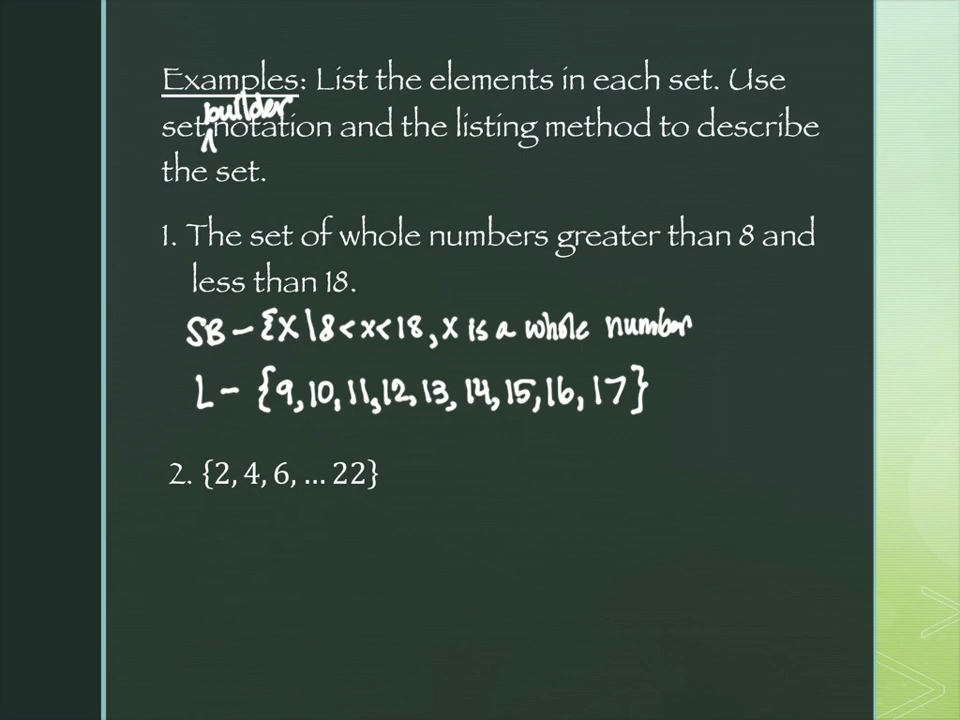 Examples: List the elements in each set. Use
builder
set notation and the listing method to describe
the set.
1. The set of whole numbers greater than 8 and
less than 18.
SB - {x | 8 < x < 18, x is a whole number
L - {9, 10, 11, 12, 13, 14, 15, 16, 17}
2. {2, 4, 6, … 22}